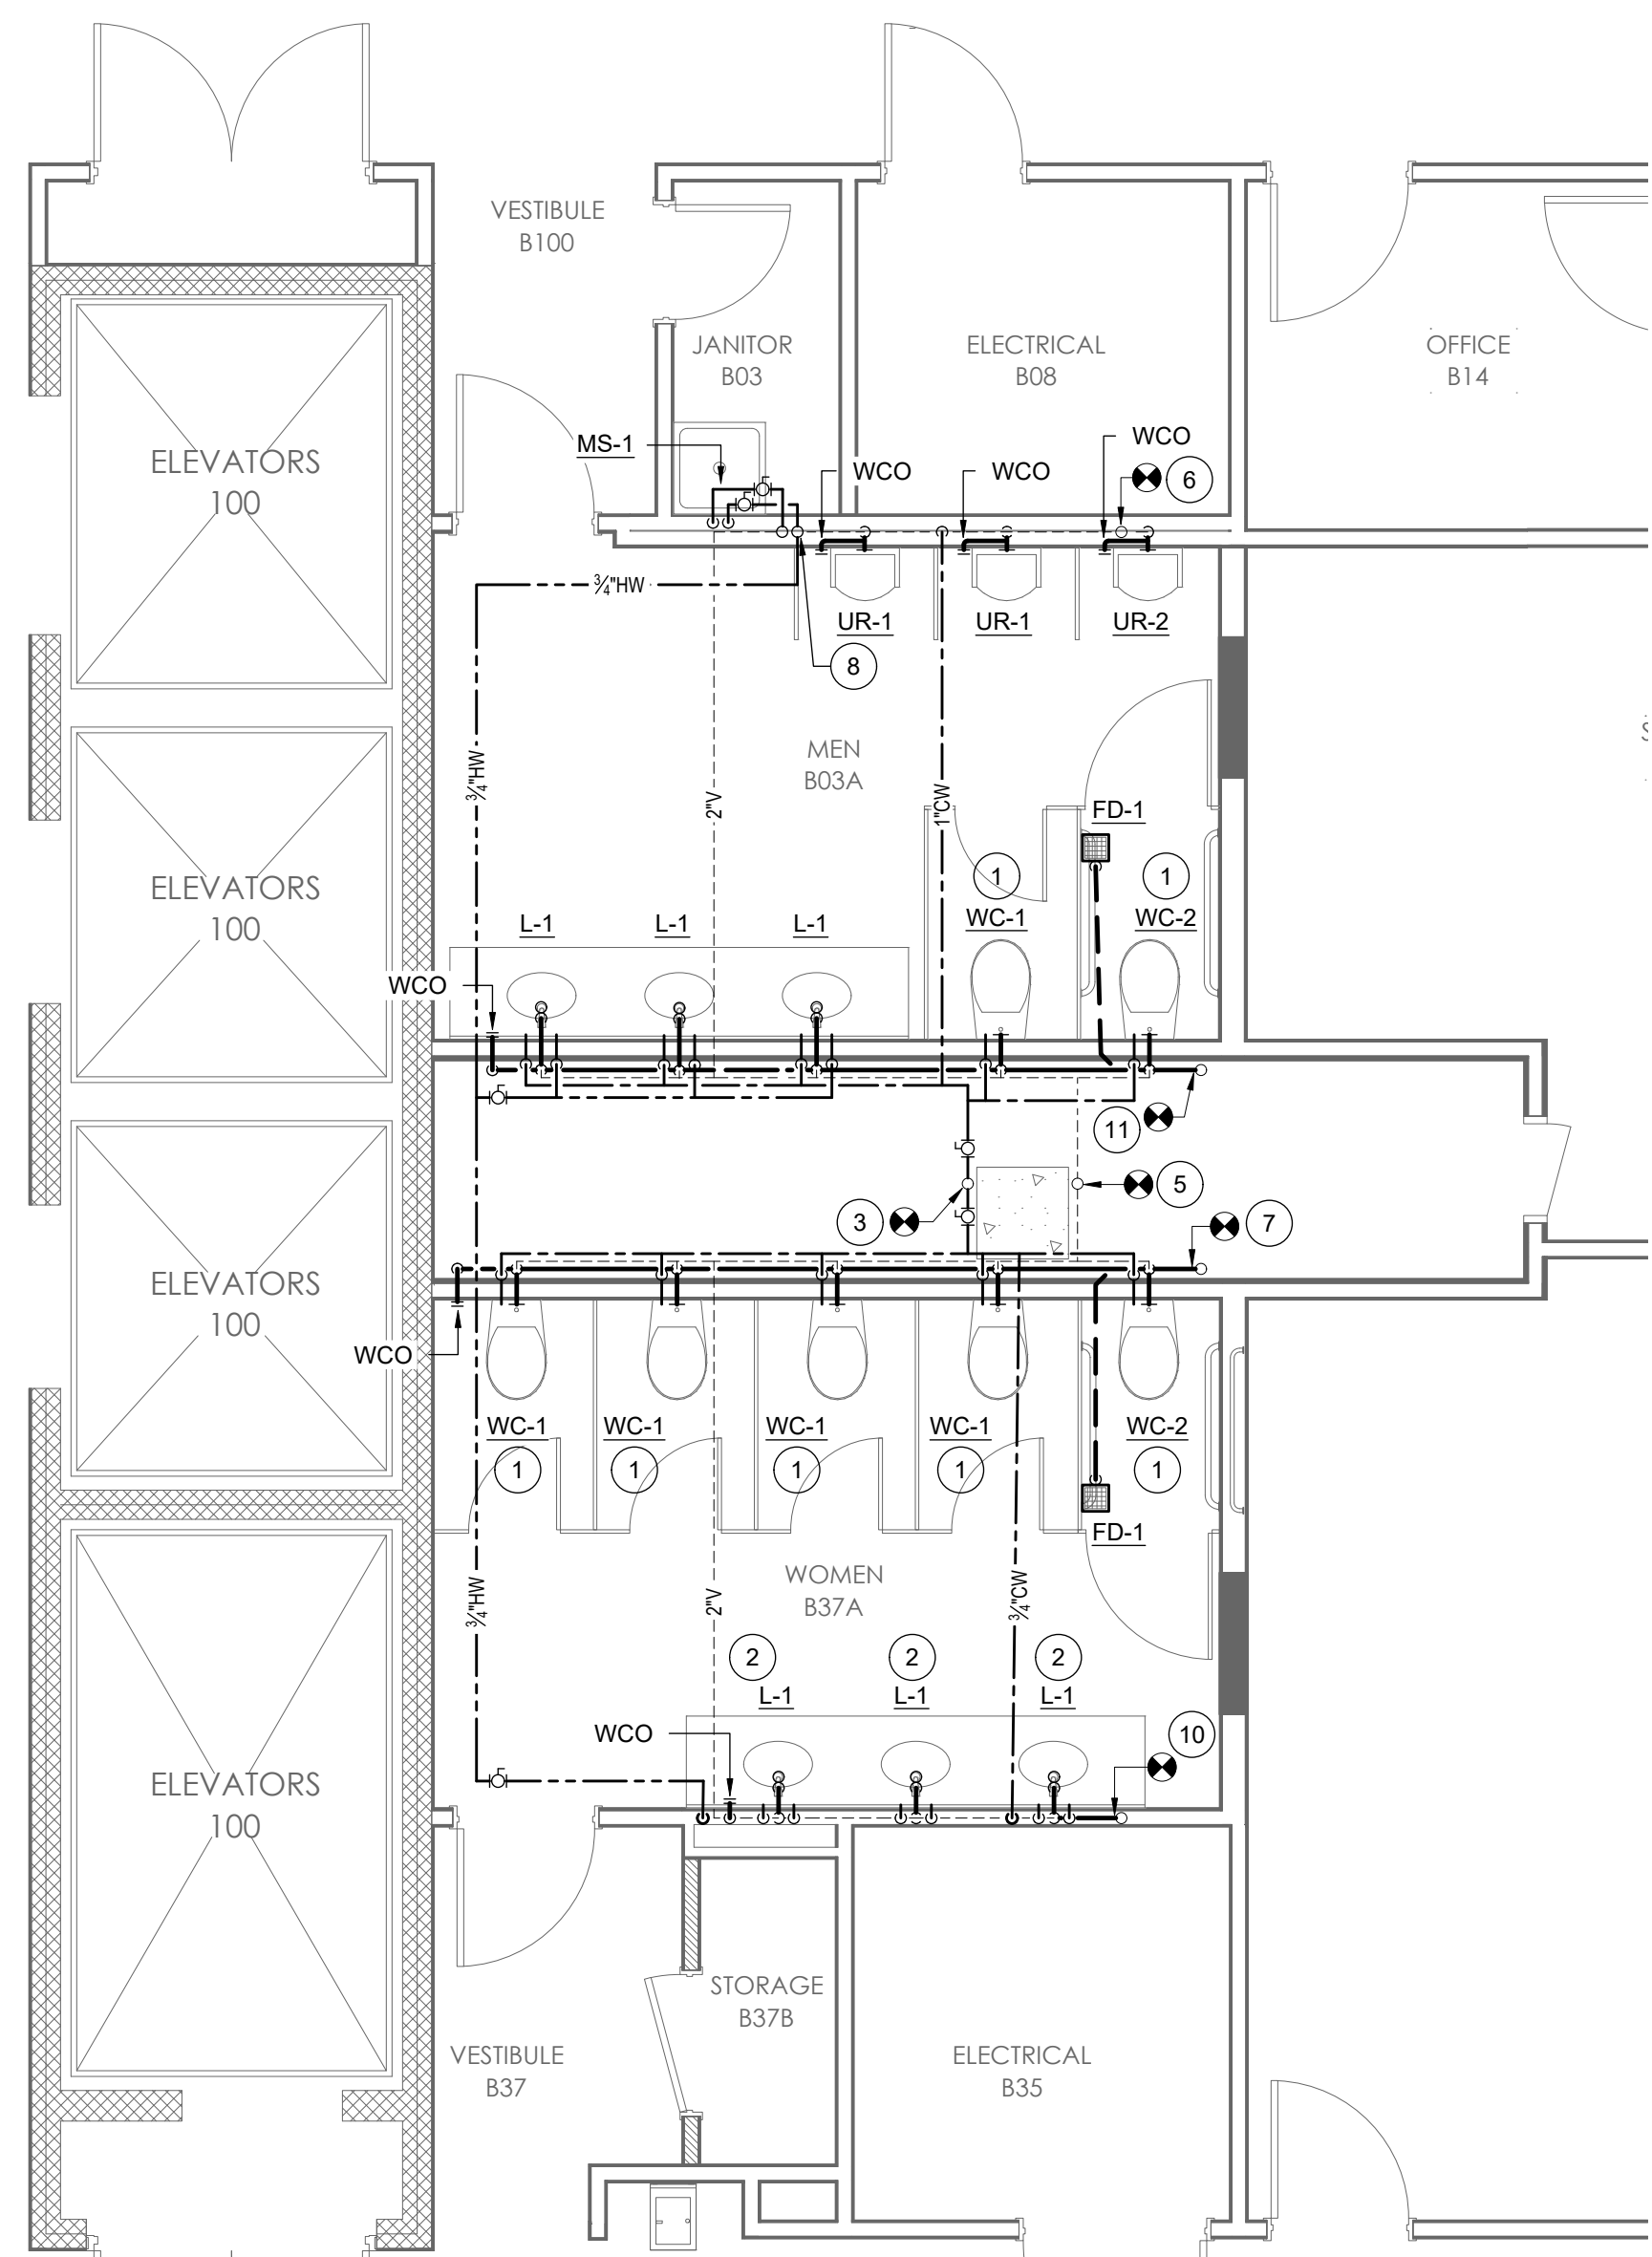 VESTIBULE
B100
JANITOR
B03
ELECTRICAL
B08
OFFICE
B14
ELEVATORS
100
MS-1
WCO
WCO
WCO
6
¾"HW
UR-1
UR-1
UR-2
8
MEN
B03A
¾"HW
2"V
1"CW
FD-1
ELEVATORS
100
1
1
WC-1
WC-2
L-1
L-1
L-1
WCO
11
5
3
7
ELEVATORS
100
WCO
WC-1
WC-1
WC-1
WC-1
WC-2
1
1
1
1
1
FD-1
WOMEN
B37A
¾"HW
2"V
¾"CW
2
2
2
L-1
L-1
L-1
WCO
10
ELEVATORS
100
STORAGE
B37B
VESTIBULE
B37
ELECTRICAL
B35